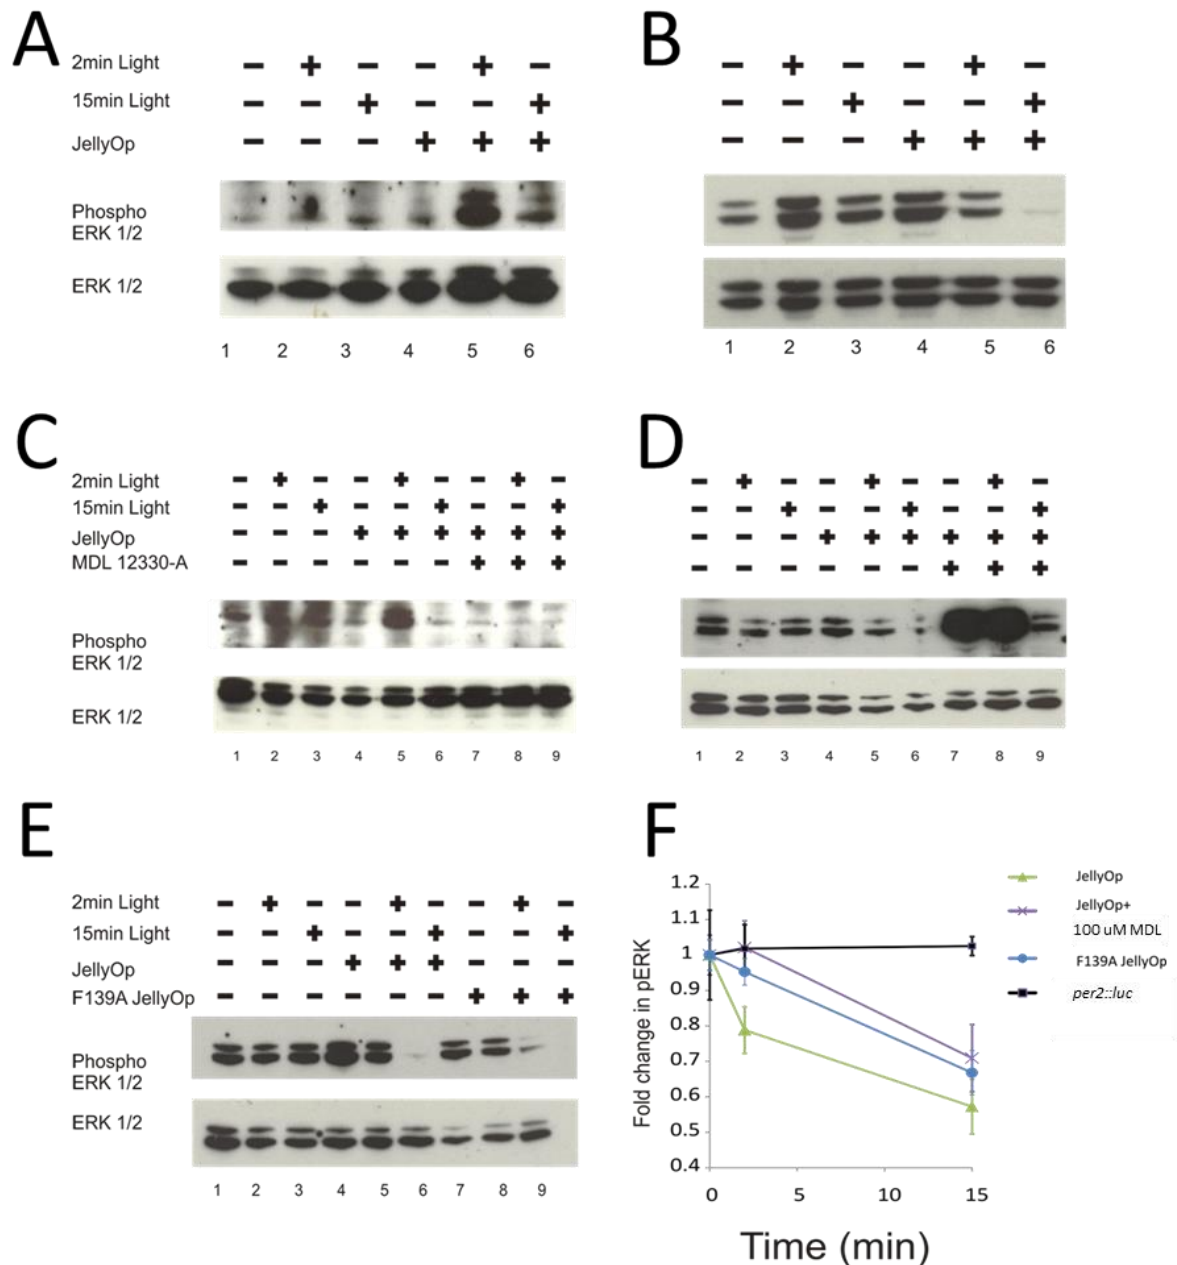 A
2min Light - + - - + -
15min Light - - + - - +
JellyOp - - - + + +
Phospho
ERK 1/2
ERK 1/2
1 2 3 4 5 6
B
- + - - + -
- - + - - +
- - - + + +
1 2 3 4 5 6
C
2min Light - + - - + - - + -
15min Light - - + - - + - - +
JellyOp - - - + + + + + +
MDL 12330-A - - - - - - + + +
Phospho
ERK 1/2
ERK 1/2
1 2 3 4 5 6 7 8 9
D
- + - - + - - + -
- - + - - + - - +
- - - + + + + + +
- - - - - - + + +
1 2 3 4 5 6 7 8 9
E
2min Light - + - - + - - + -
15min Light - - + - - + - - +
JellyOp - - - + + + - - -
F139A JellyOp - - - - - - + + +
Phospho
ERK 1/2
ERK 1/2
1 2 3 4 5 6 7 8 9
F
Fold change in pERK
1.2
1.1
1
0.9
0.8
0.7
0.6
0.5
0.4
0 5 10 15
Time (min)
JellyOp
JellyOp+
100 uM MDL
F139A JellyOp
per2::luc